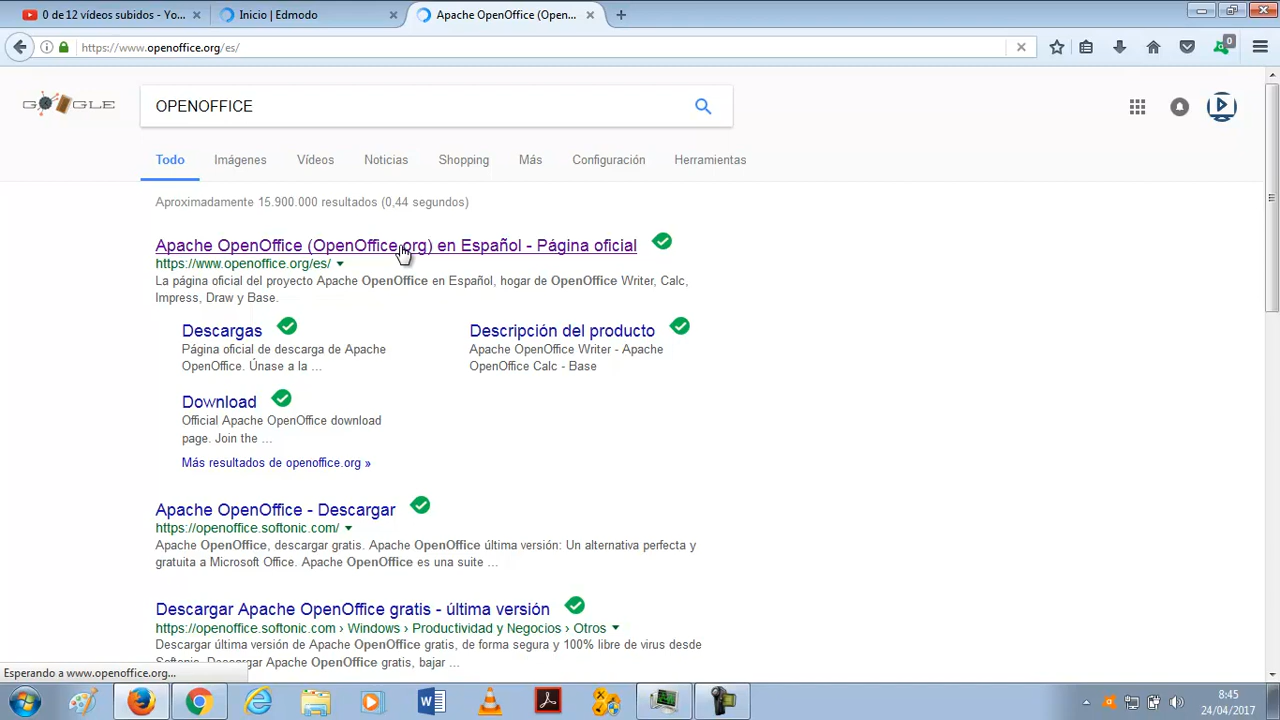 0 de 12 vídeos subidos - Yo...
Inicio | Edmodo
Apache OpenOffice (Open...
https://www.openoffice.org/es/
0
GOOGLE
OPENOFFICE
Todo
Imágenes
Vídeos
Noticias
Shopping
Más
Configuración
Herramientas
Aproximadamente 15.900.000 resultados (0,44 segundos)
Apache OpenOffice (OpenOffice.org) en Español - Página oficial
https://www.openoffice.org/es/
La página oficial del proyecto Apache OpenOffice en Español, hogar de OpenOffice Writer, Calc,
Impress, Draw y Base.
Descargas
Página oficial de descarga de Apache
OpenOffice. Únase a la ...
Descripción del producto
Apache OpenOffice Writer - Apache
OpenOffice Calc - Base
Download
Official Apache OpenOffice download
page. Join the ...
Más resultados de openoffice.org »
Apache OpenOffice - Descargar
https://openoffice.softonic.com/
Apache OpenOffice, descargar gratis. Apache OpenOffice última versión: Un alternativa perfecta y
gratuita a Microsoft Office. Apache OpenOffice es una suite ...
Descargar Apache OpenOffice gratis - última versión
https://openoffice.softonic.com › Windows › Productividad y Negocios › Otros
Descargar última versión de Apache OpenOffice gratis, de forma segura y 100% libre de virus desde
Softonic. Descargar Apache OpenOffice gratis, bajar ...
Esperando a www.openoffice.org...
8:45
24/04/2017